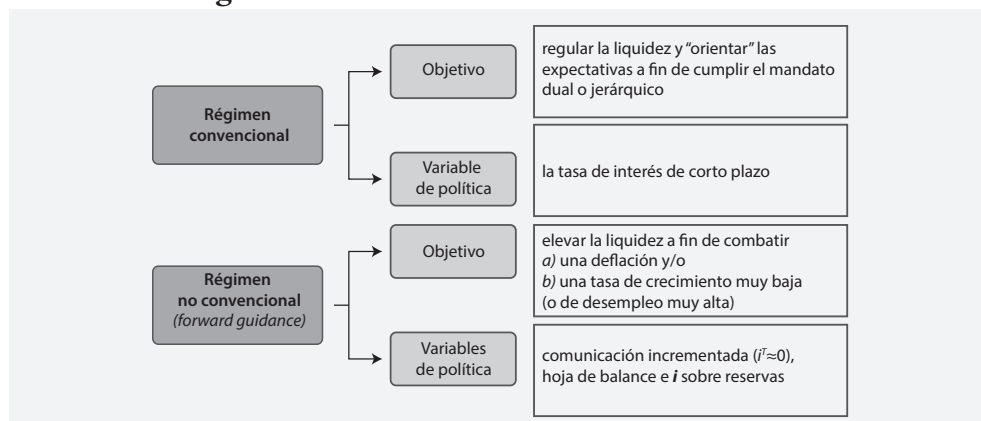 Régimen
convencional
Objetivo
regular la liquidez y “orientar” las
expectativas a fin de cumplir el mandato
dual o jerárquico
Variable
de política
la tasa de interés de corto plazo
Régimen
no convencional
(forward guidance)
Objetivo
elevar la liquidez a fin de combatir
a) una deflación y/o
b) una tasa de crecimiento muy baja
(o de desempleo muy alta)
Variables
de política
comunicación incrementada (iᵀ≈0),
hoja de balance e i sobre reservas